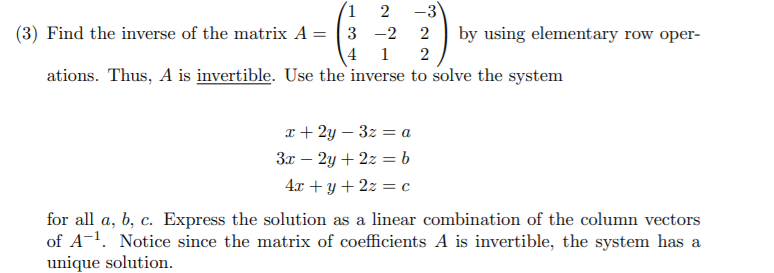 (3) Find the inverse of the matrix A = \begin{pmatrix} 1 & 2 & -3 \\ 3 & -2 & 2 \\ 4 & 1 & 2 \end{pmatrix} by using elementary row oper-
ations. Thus, A is invertible. Use the inverse to solve the system
x + 2y − 3z = a
3x − 2y + 2z = b
4x + y + 2z = c
for all a, b, c. Express the solution as a linear combination of the column vectors
of A⁻¹. Notice since the matrix of coefficients A is invertible, the system has a
unique solution.